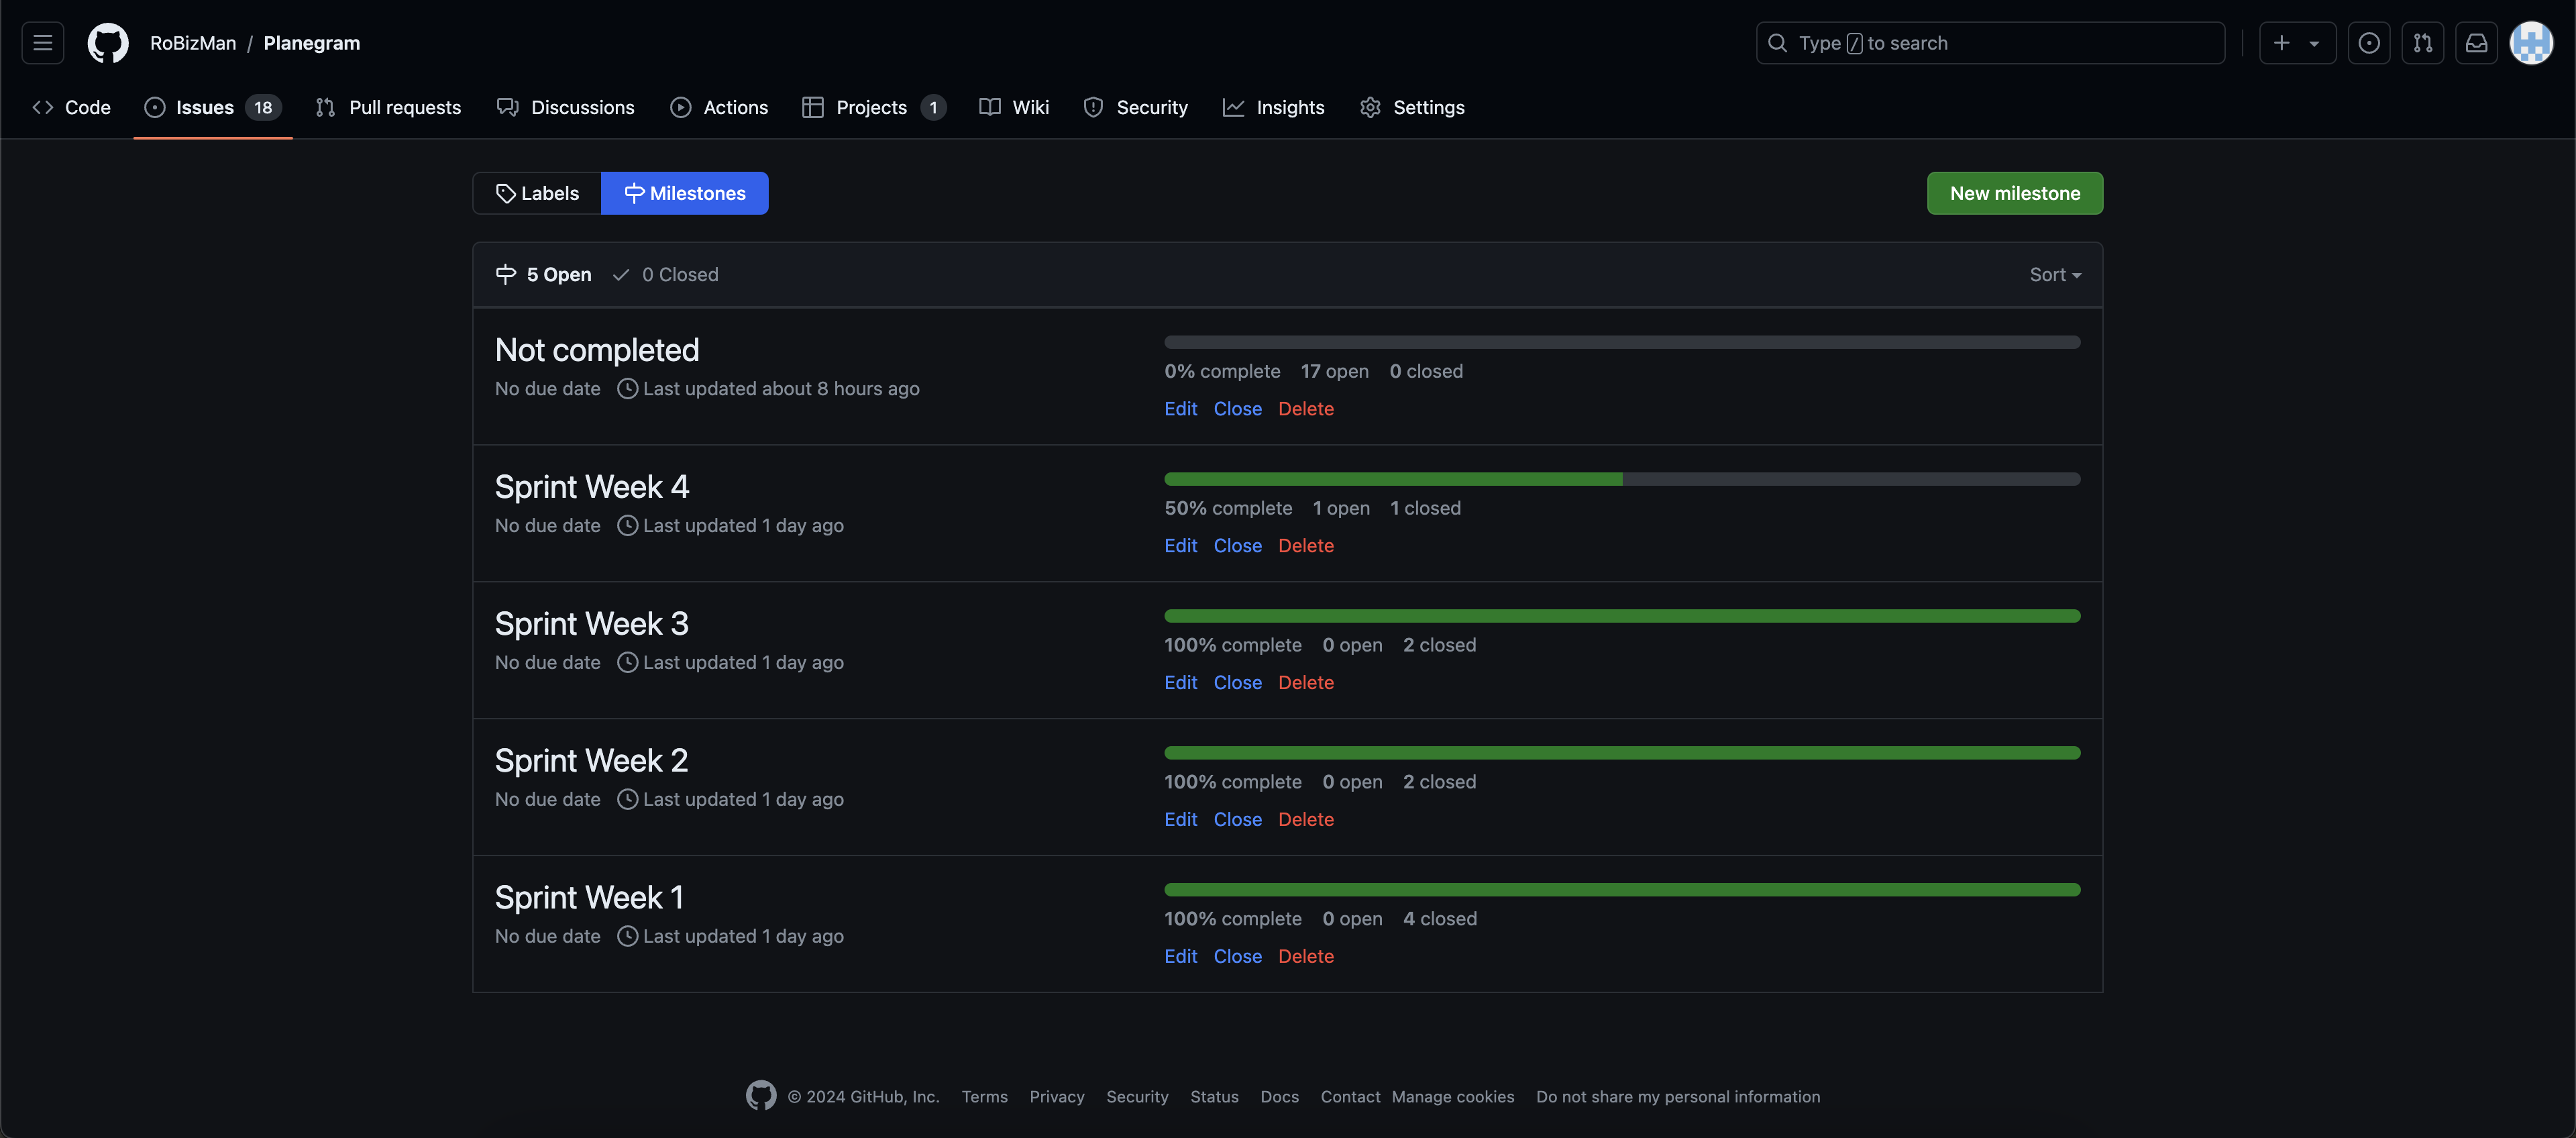 RoBizMan / Planegram
Type / to search
Code Issues 18 Pull requests Discussions Actions Projects 1 Wiki Security Insights Settings
Labels Milestones New milestone
5 Open 0 Closed Sort
Not completed
No due date Last updated about 8 hours ago
0% complete 17 open 0 closed
Edit Close Delete
Sprint Week 4
No due date Last updated 1 day ago
50% complete 1 open 1 closed
Edit Close Delete
Sprint Week 3
No due date Last updated 1 day ago
100% complete 0 open 2 closed
Edit Close Delete
Sprint Week 2
No due date Last updated 1 day ago
100% complete 0 open 2 closed
Edit Close Delete
Sprint Week 1
No due date Last updated 1 day ago
100% complete 0 open 4 closed
Edit Close Delete
© 2024 GitHub, Inc. Terms Privacy Security Status Docs Contact Manage cookies Do not share my personal information